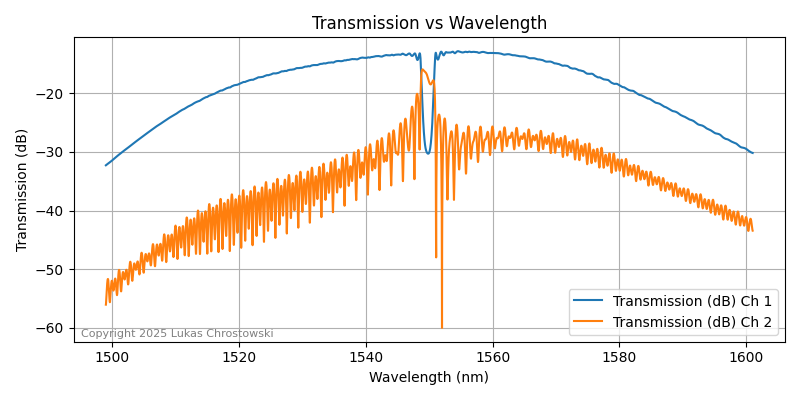 Transmission vs Wavelength
Transmission (dB)
−20
−30
−40
−50
−60
Transmission (dB) Ch 1
Transmission (dB) Ch 2
Copyright 2025 Lukas Chrostowski
1500
1520
1540
1560
1580
1600
Wavelength (nm)